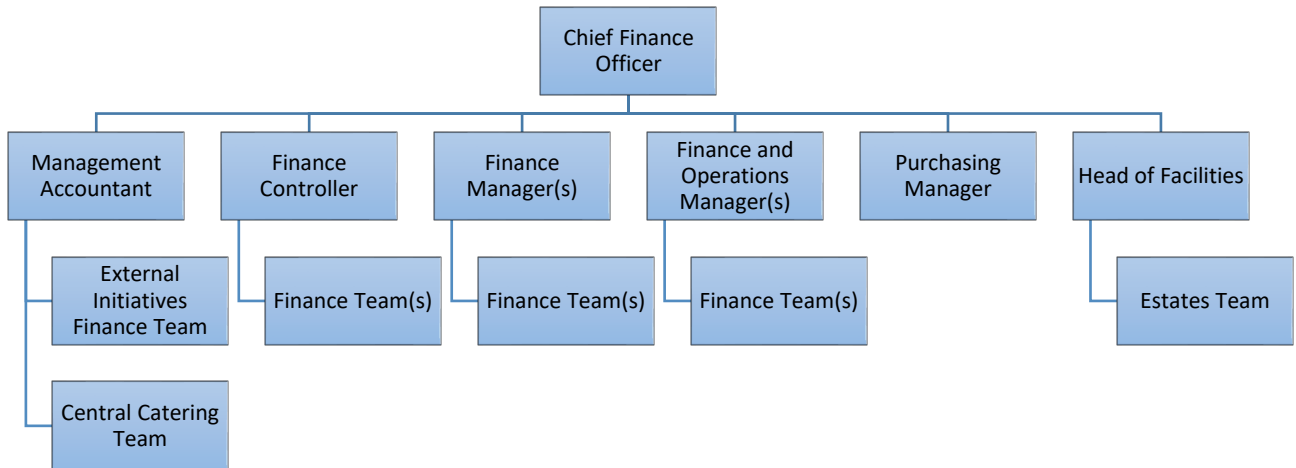 Chief Finance
Officer
Management
Accountant
Finance
Controller
Finance
Manager(s)
Finance and
Operations
Manager(s)
Purchasing
Manager
Head of Facilities
External
Initiatives
Finance Team
Finance Team(s)
Finance Team(s)
Finance Team(s)
Estates Team
Central Catering
Team